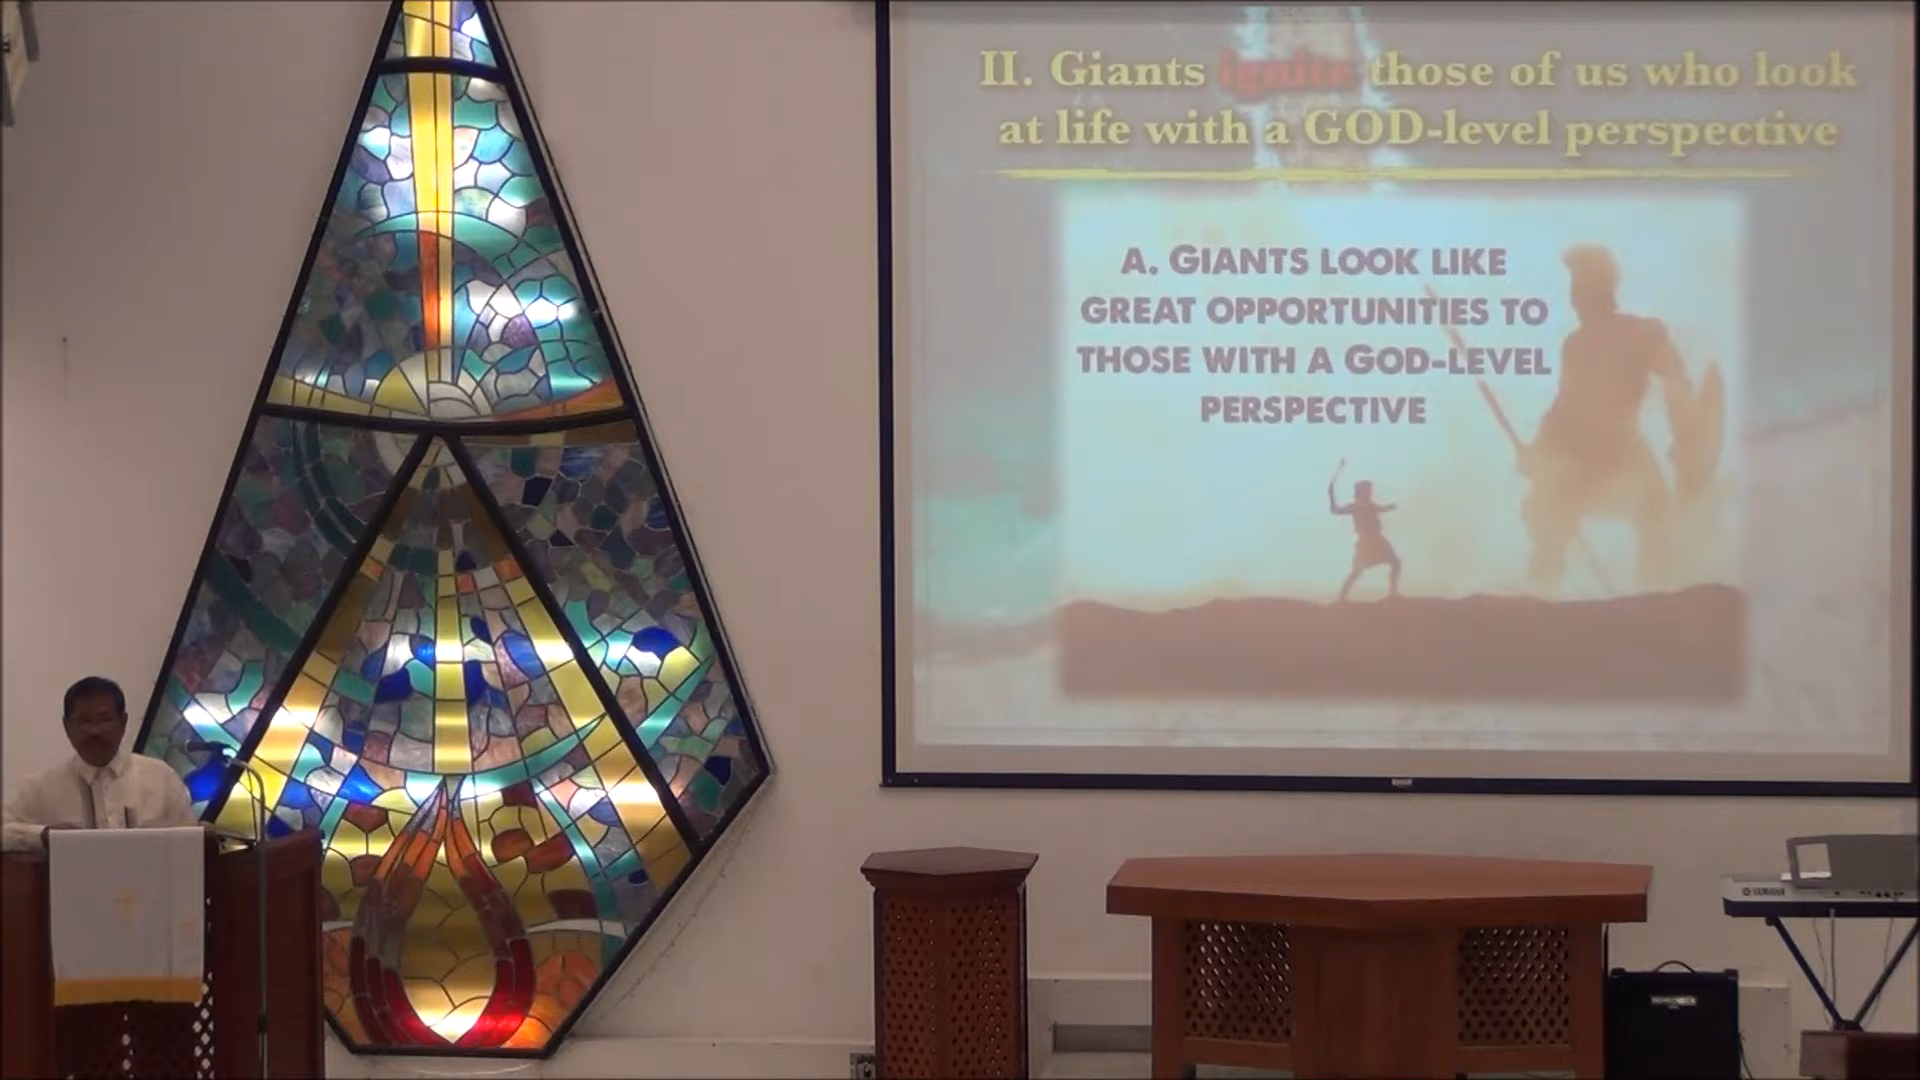 II. Giants ignite those of us who look
at life with a GOD-level perspective
A. GIANTS LOOK LIKE
GREAT OPPORTUNITIES TO
THOSE WITH A GOD-LEVEL
PERSPECTIVE
YAMAHA